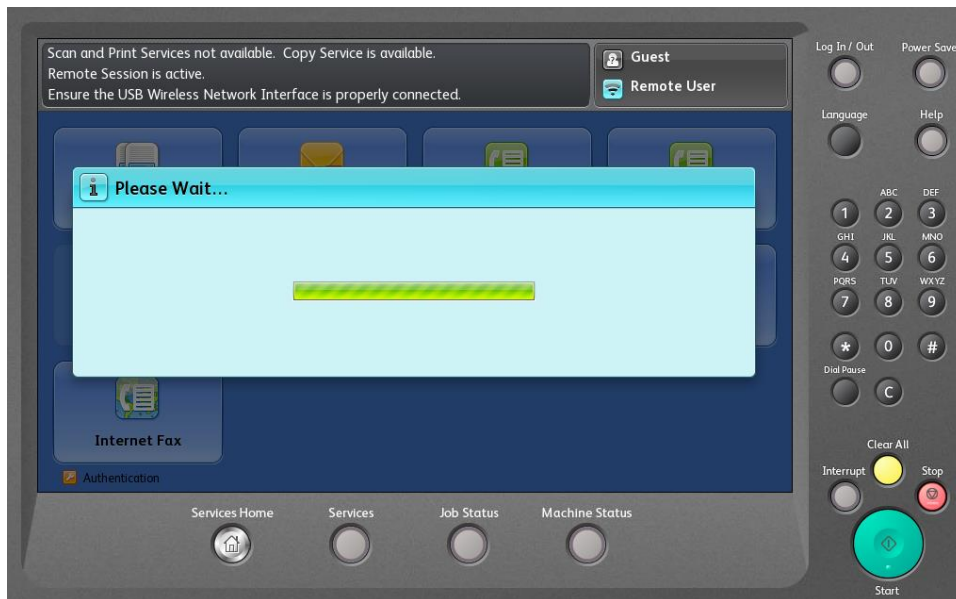 Scan and Print Services not available. Copy Service is available.
Remote Session is active.
Ensure the USB Wireless Network Interface is properly connected.
Guest
Remote User
Please Wait...
Internet Fax
Authentication
Services Home
Services
Job Status
Machine Status
Log In / Out
Power Save
Language
Help
1
ABC
2
DEF
3
GHI
4
JKL
5
MNO
6
PQRS
7
TUV
8
WXYZ
9
*
0
#
Dial Pause
C
Clear All
Interrupt
Stop
Start